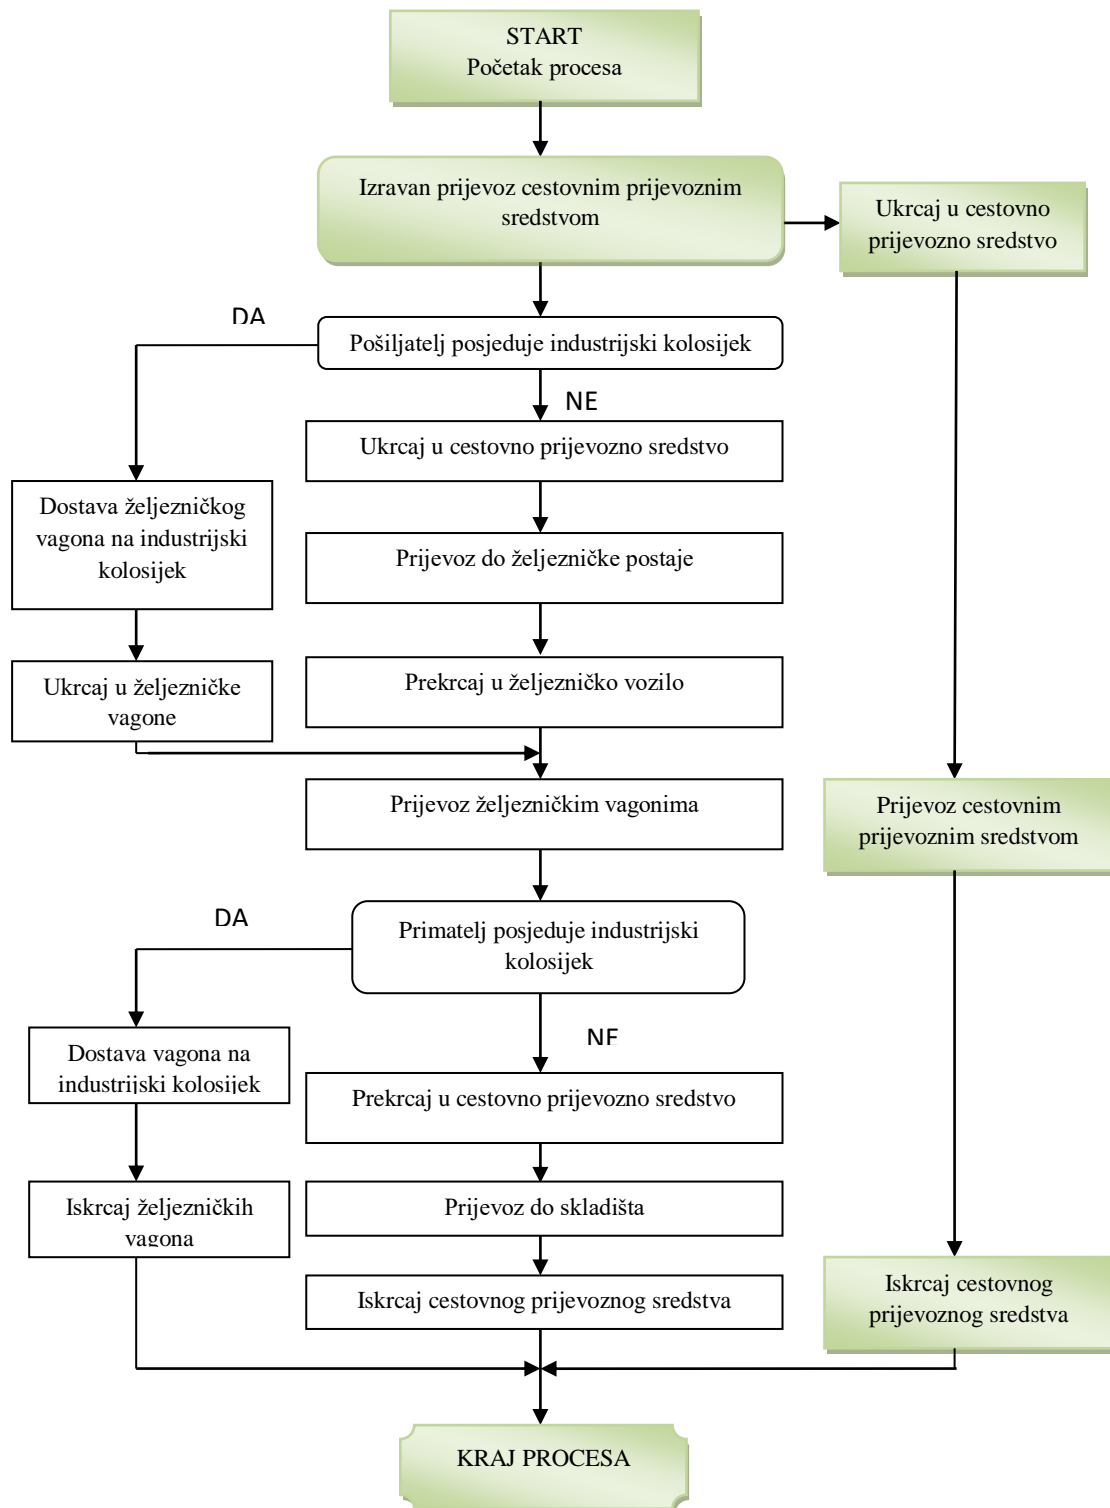 START
Početak procesa
Izravan prijevoz cestovnim prijevoznim
sredstvom
Ukrcaj u cestovno
prijevozno sredstvo
DA
Pošiljatelj posjeduje industrijski kolosijek
NE
Ukrcaj u cestovno prijevozno sredstvo
Dostava željezničkog
vagona na industrijski
kolosijek
Prijevoz do željezničke postaje
Ukrcaj u željezničke
vagone
Prekrcaj u željezničko vozilo
Prijevoz željezničkim vagonima
Prijevoz cestovnim
prijevoznim sredstvom
DA
Primatelj posjeduje industrijski
kolosijek
NE
Dostava vagona na
industrijski kolosijek
Prekrcaj u cestovno prijevozno sredstvo
Iskrcaj željezničkih
vagona
Prijevoz do skladišta
Iskrcaj cestovnog prijevoznog sredstva
Iskrcaj cestovnog
prijevoznog sredstva
KRAJ PROCESA